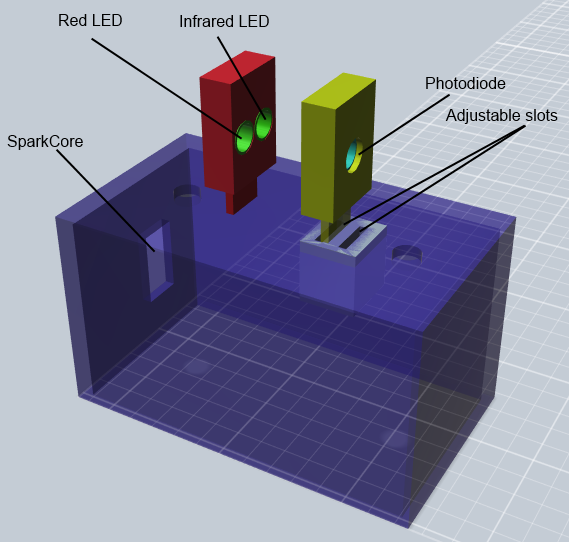 Red LED
Infrared LED
Photodiode
Adjustable slots
SparkCore